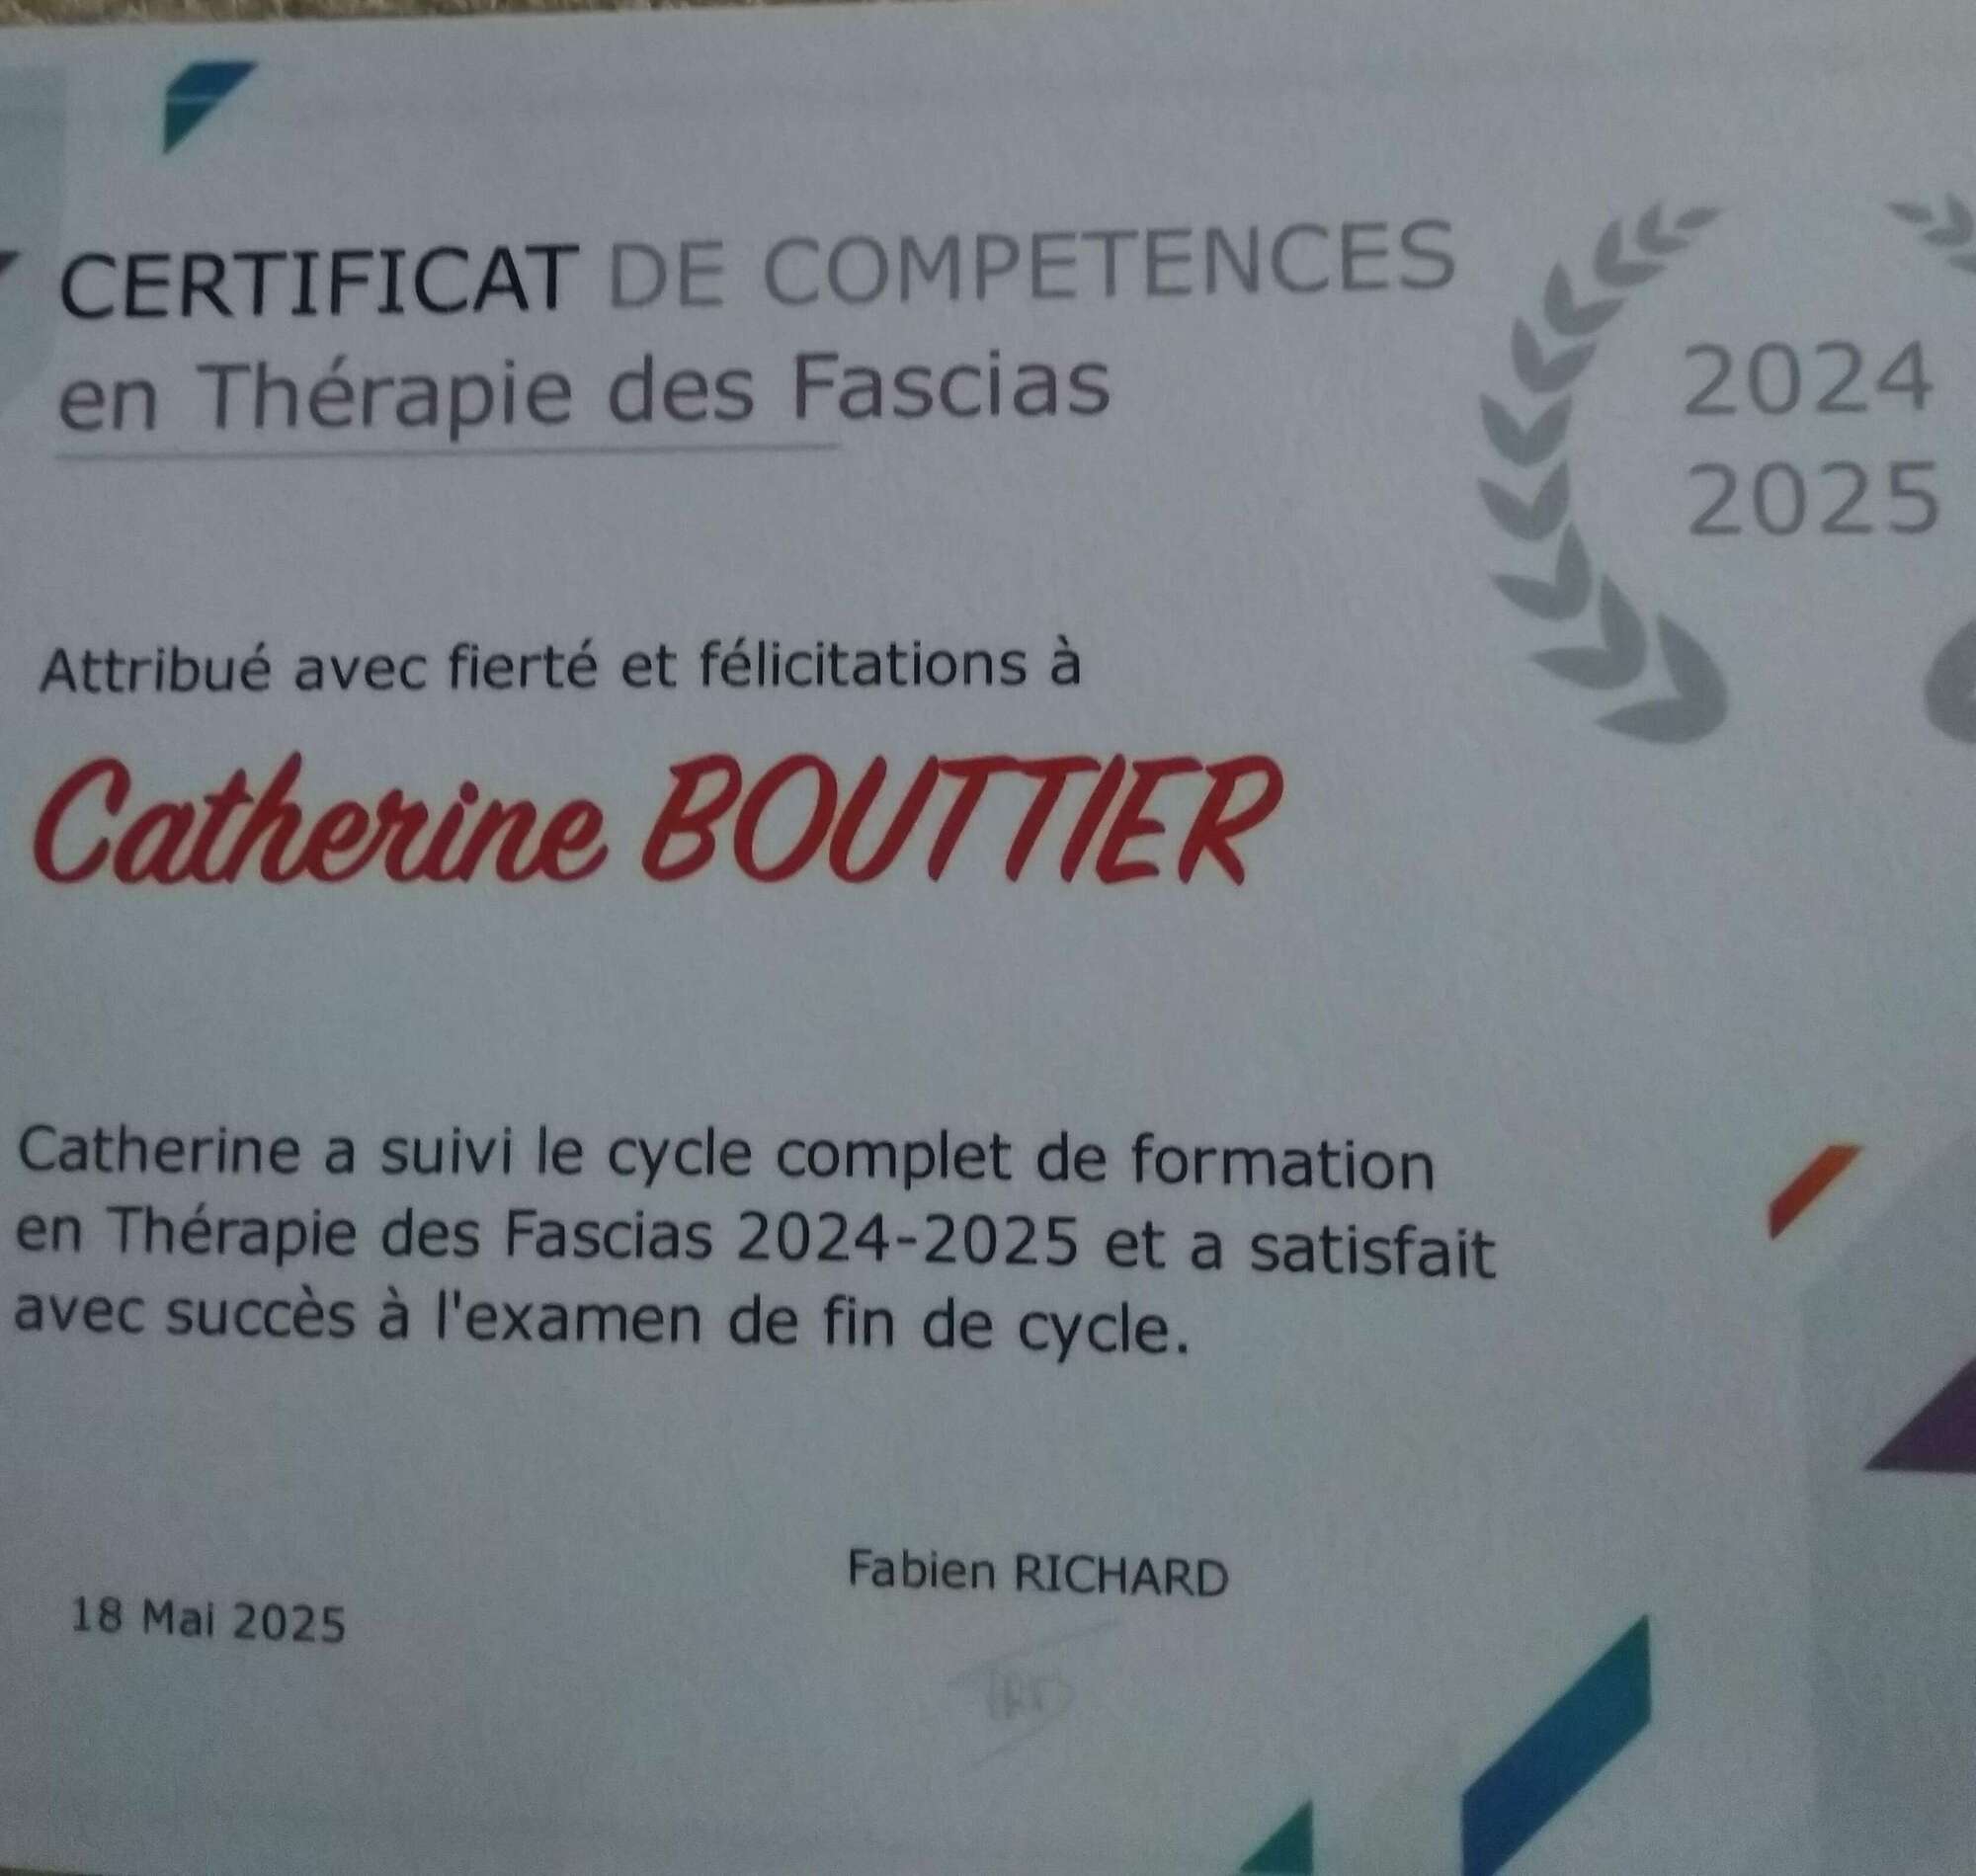 CERTIFICAT DE COMPETENCES
en Thérapie des Fascias
2024
2025
Attribué avec fierté et félicitations à
Catherine BOUTTIER
Catherine a suivi le cycle complet de formation
en Thérapie des Fascias 2024-2025 et a satisfait
avec succès à l'examen de fin de cycle.
Fabien RICHARD
18 Mai 2025